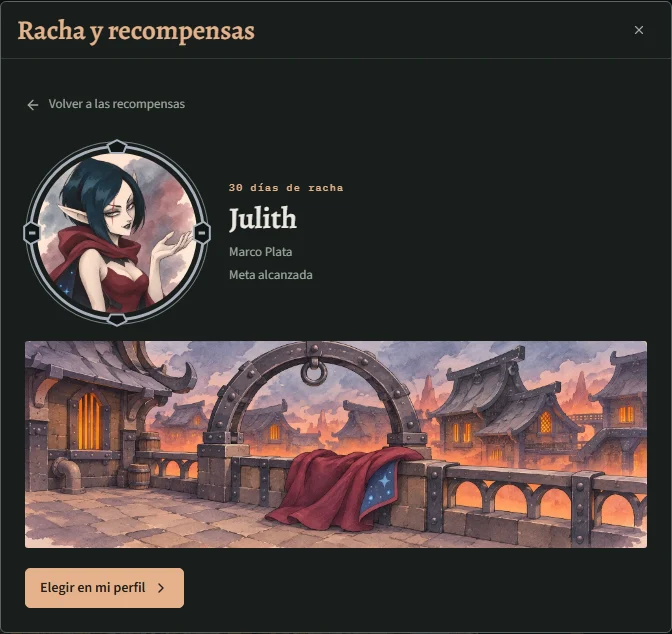 Racha y recompensas
Volver a las recompensas
30 días de racha
Julith
Marco Plata
Meta alcanzada
Elegir en mi perfil